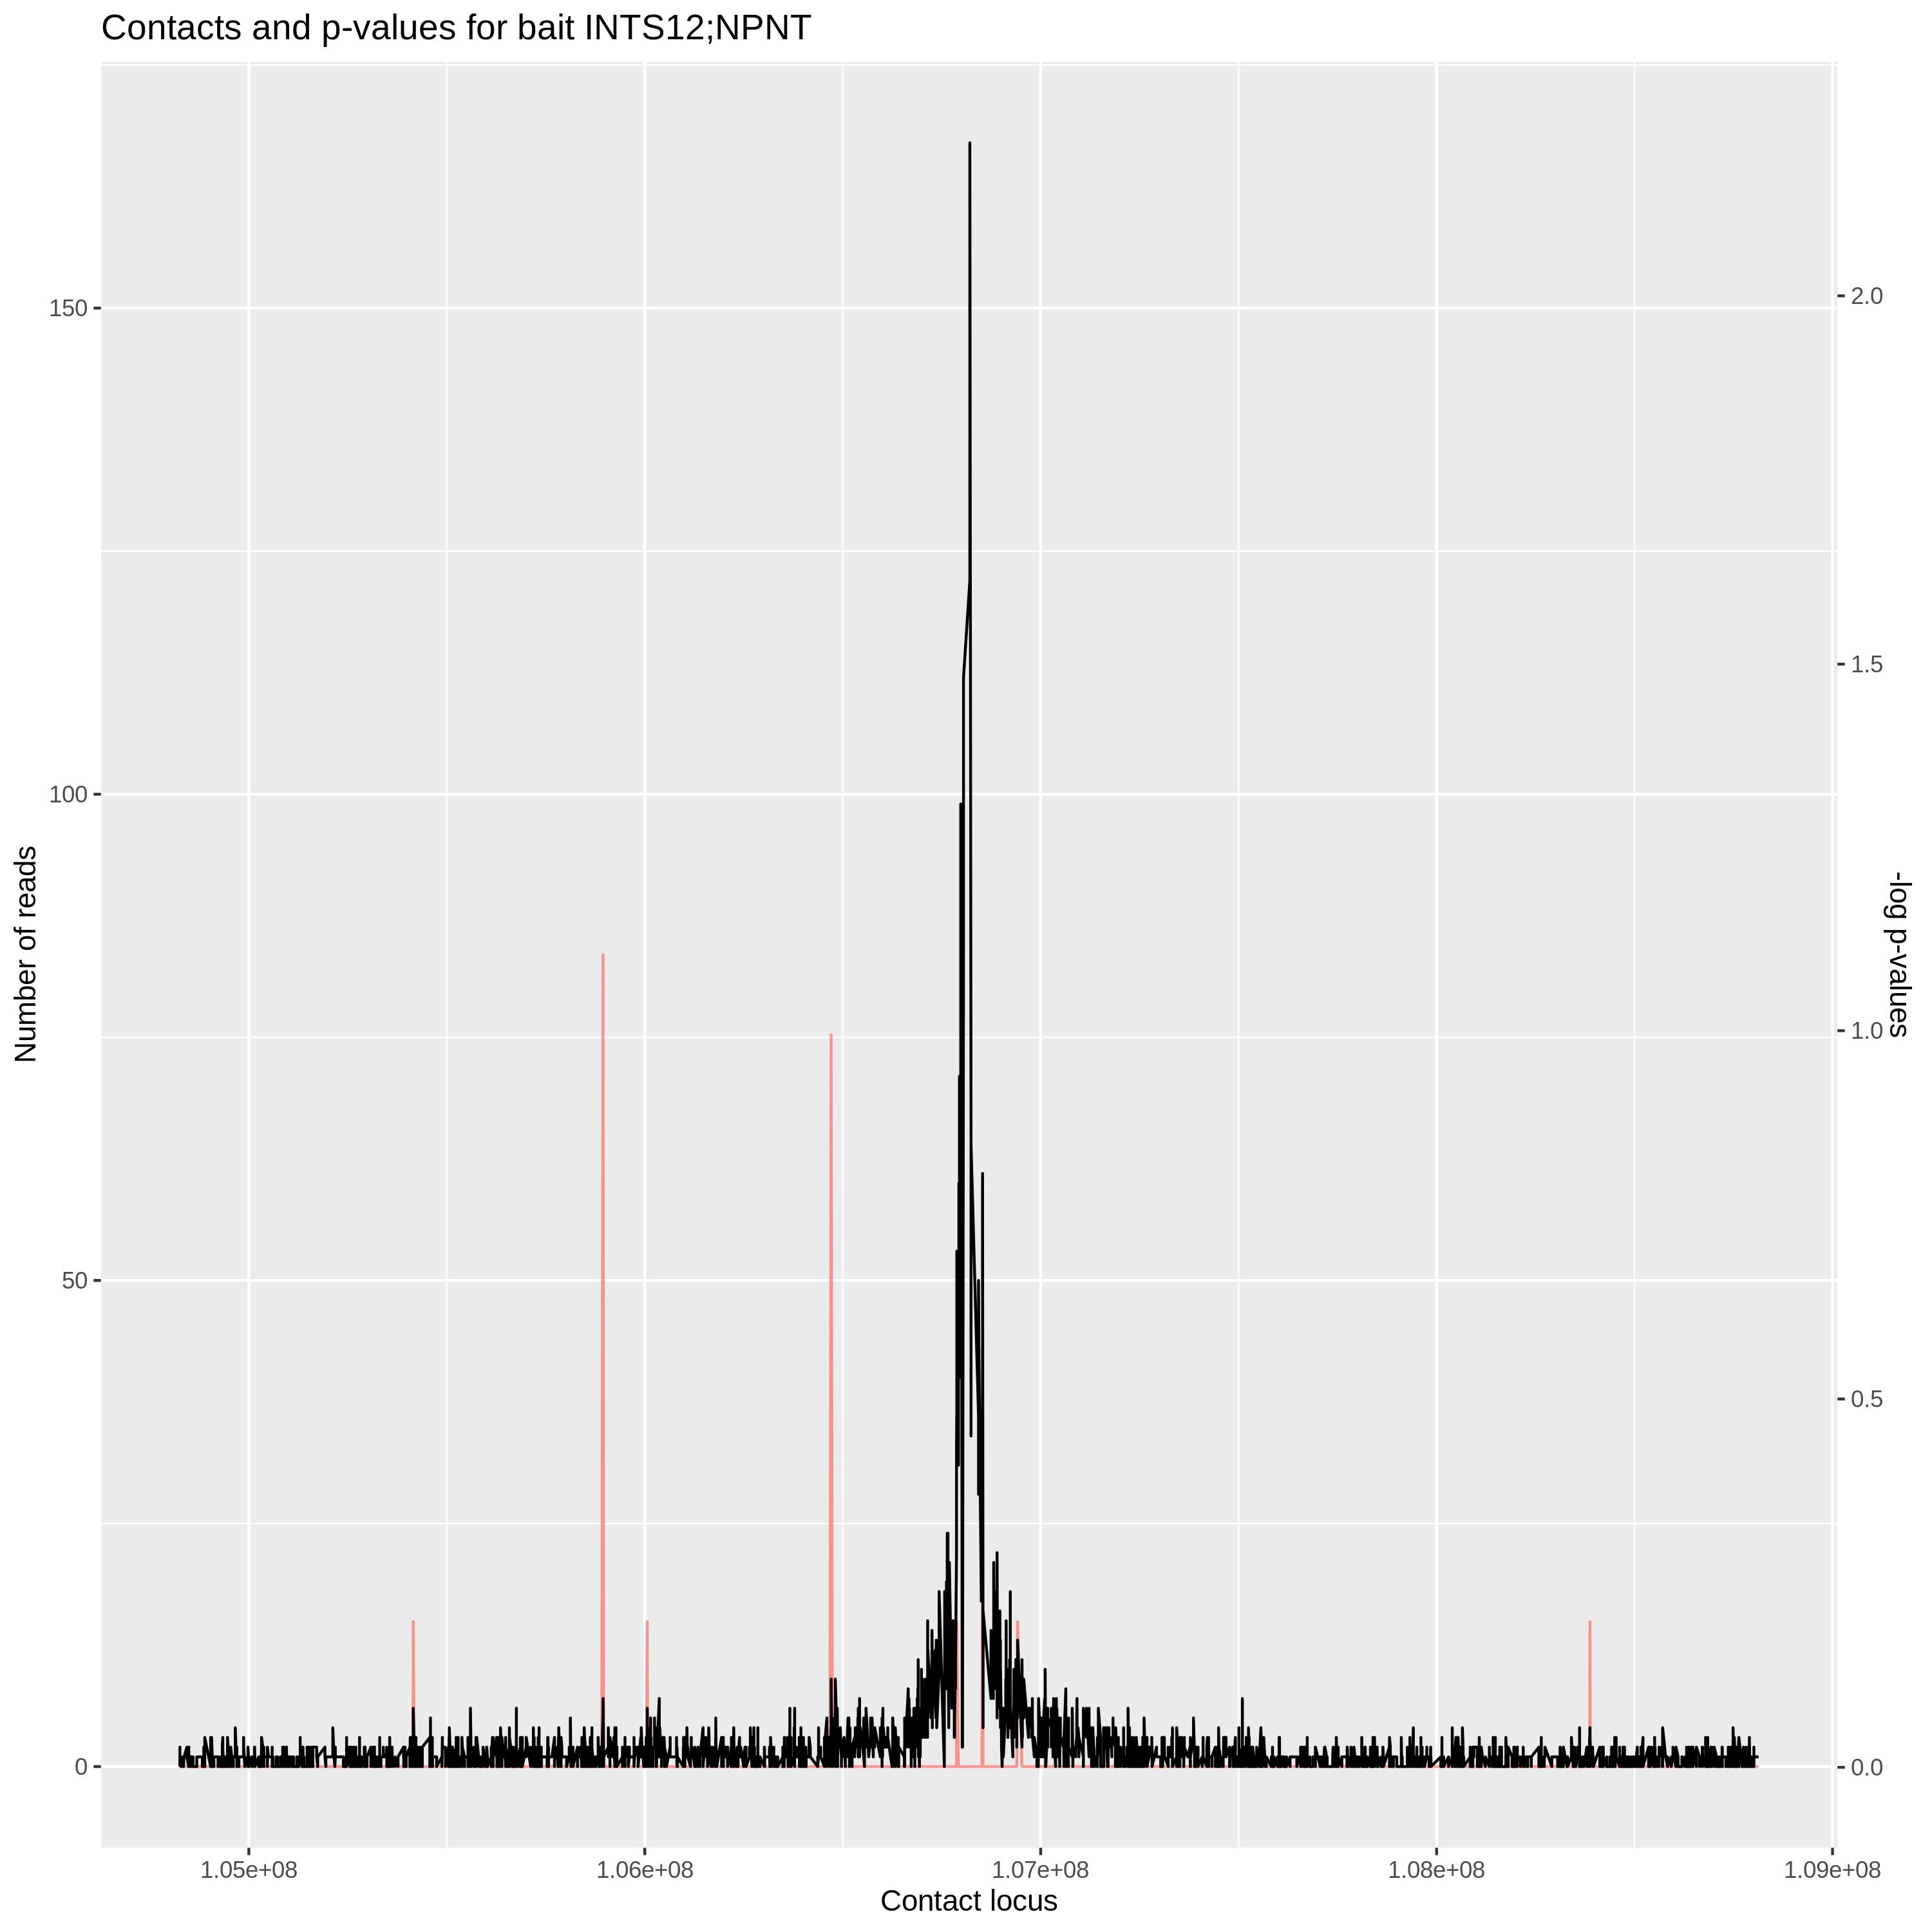 Contacts and p-values for bait INTS12;NPNT
150
100
50
0
Number of reads
2.0
1.5
1.0
0.5
0.0
-log p-values
1.05e+08
1.06e+08
1.07e+08
1.08e+08
1.09e+08
Contact locus